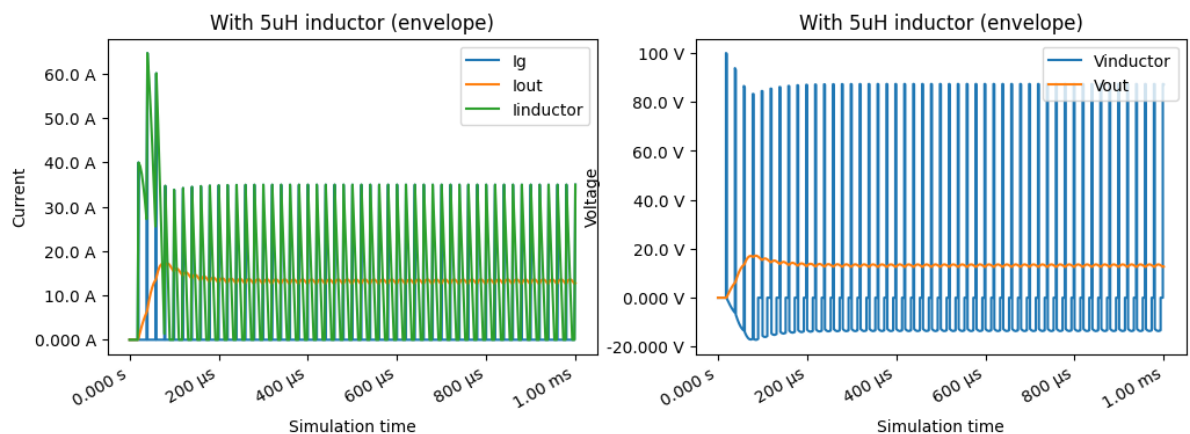 With 5uH inductor (envelope)
60.0 A
50.0 A
40.0 A
30.0 A
20.0 A
10.0 A
0.000 A
Current
Ig
Iout
Iinductor
0.000 s
200 µs
400 µs
600 µs
800 µs
1.00 ms
Simulation time
With 5uH inductor (envelope)
100 V
80.0 V
60.0 V
40.0 V
20.0 V
0.000 V
-20.000 V
Voltage
Vinductor
Vout
0.000 s
200 µs
400 µs
600 µs
800 µs
1.00 ms
Simulation time